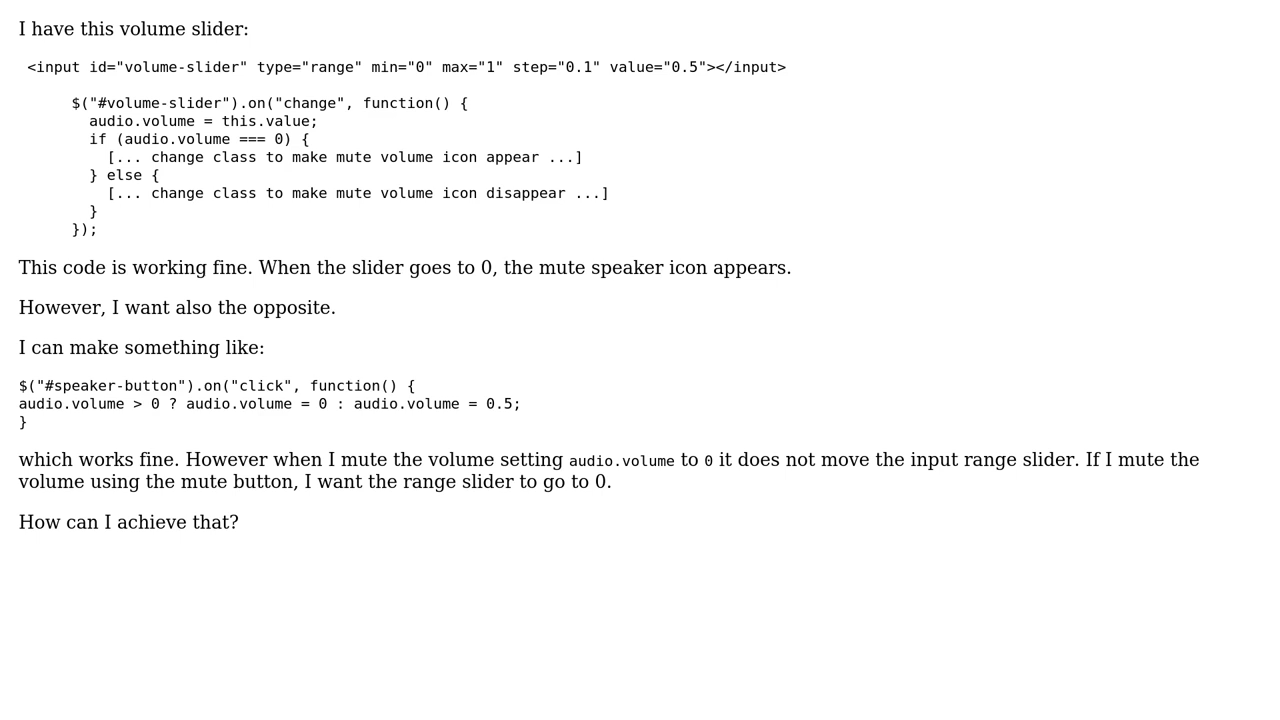 I have this volume slider:
<input id="volume-slider" type="range" min="0" max="1" step="0.1" value="0.5"></input>
$("#volume-slider").on("change", function() {
audio.volume = this.value;
if (audio.volume === 0) {
[... change class to make mute volume icon appear ...]
} else {
[... change class to make mute volume icon disappear ...]
}
});
This code is working fine. When the slider goes to 0, the mute speaker icon appears.
However, I want also the opposite.
I can make something like:
$("#speaker-button").on("click", function() {
audio.volume > 0 ? audio.volume = 0 : audio.volume = 0.5;
}
which works fine. However when I mute the volume setting audio.volume to 0 it does not move the input range slider. If I mute the
volume using the mute button, I want the range slider to go to 0.
How can I achieve that?